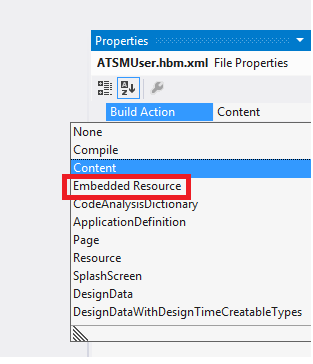 Properties
ATSMUser.hbm.xml File Properties
Build Action Content
None
Compile
Content
Embedded Resource
CodeAnalysisDictionary
ApplicationDefinition
Page
Resource
SplashScreen
DesignData
DesignDataWithDesignTimeCreatableTypes